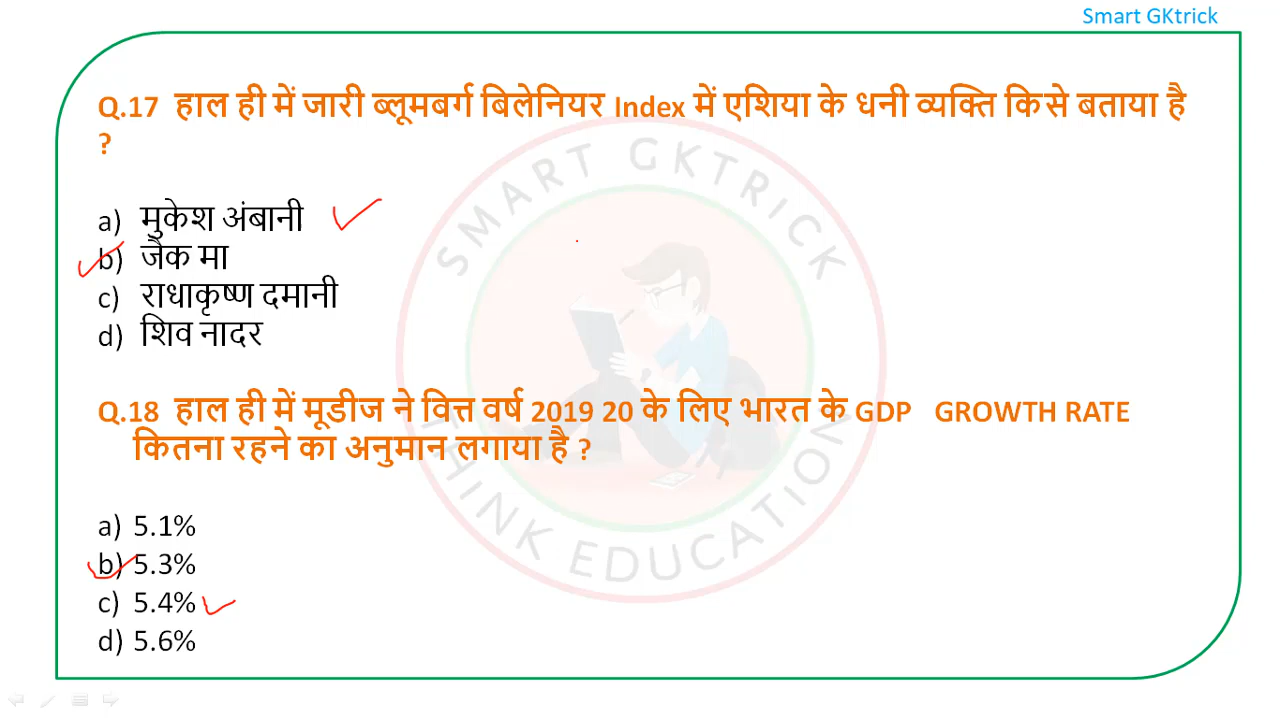 Smart GKtrick
Q.17 हाल ही में जारी ब्लूमबर्ग बिलेनियर Index में एशिया के धनी व्यक्ति किसे बताया है
?
a) मुकेश अंबानी
b) जैक मा
c) राधाकृष्ण दमानी
d) शिव नादर
Q.18 हाल ही में मूडीज ने वित्त वर्ष 2019 20 के लिए भारत के GDP GROWTH RATE
कितना रहने का अनुमान लगाया है ?
a) 5.1%
b) 5.3%
c) 5.4%
d) 5.6%
SMART GKTRICK
THINK EDUCATION